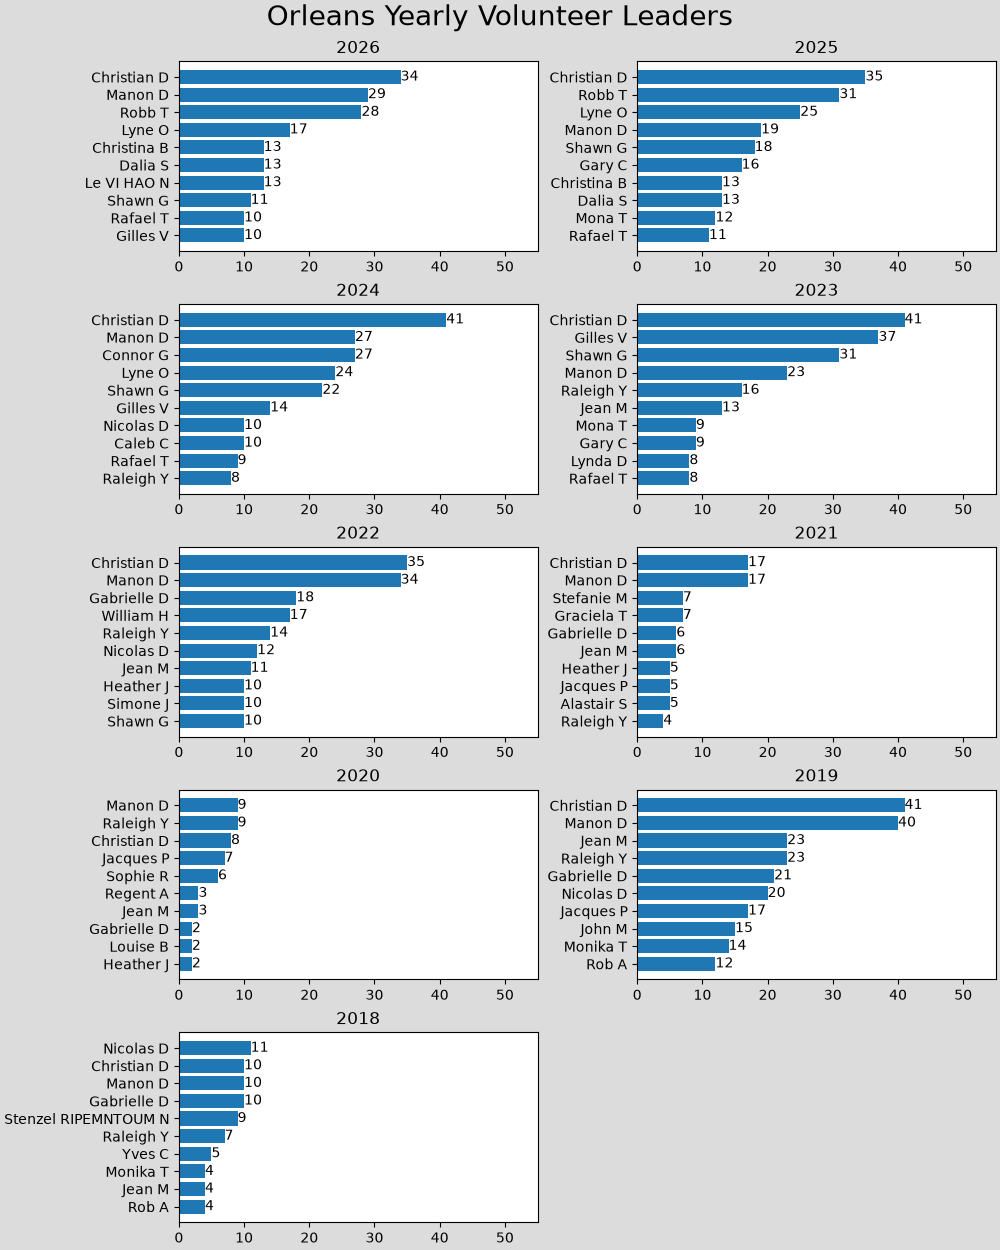 Orleans Yearly Volunteer Leaders
2026
Christian D 34
Manon D 29
Robb T 28
Lyne O 17
Christina B 13
Dalia S 13
Le VI HAO N 13
Shawn G 11
Rafael T 10
Gilles V 10
0 10 20 30 40 50
2025
Christian D 35
Robb T 31
Lyne O 25
Manon D 19
Shawn G 18
Gary C 16
Christina B 13
Dalia S 13
Mona T 12
Rafael T 11
0 10 20 30 40 50
2024
Christian D 41
Manon D 27
Connor G 27
Lyne O 24
Shawn G 22
Gilles V 14
Nicolas D 10
Caleb C 10
Rafael T 9
Raleigh Y 8
0 10 20 30 40 50
2023
Christian D 41
Gilles V 37
Shawn G 31
Manon D 23
Raleigh Y 16
Jean M 13
Mona T 9
Gary C 9
Lynda D 8
Rafael T 8
0 10 20 30 40 50
2022
Christian D 35
Manon D 34
Gabrielle D 18
William H 17
Raleigh Y 14
Nicolas D 12
Jean M 11
Heather J 10
Simone J 10
Shawn G 10
0 10 20 30 40 50
2021
Christian D 17
Manon D 17
Stefanie M 7
Graciela T 7
Gabrielle D 6
Jean M 6
Heather J 5
Jacques P 5
Alastair S 5
Raleigh Y 4
0 10 20 30 40 50
2020
Manon D 9
Raleigh Y 9
Christian D 8
Jacques P 7
Sophie R 6
Regent A 3
Jean M 3
Gabrielle D 2
Louise B 2
Heather J 2
0 10 20 30 40 50
2019
Christian D 41
Manon D 40
Jean M 23
Raleigh Y 23
Gabrielle D 21
Nicolas D 20
Jacques P 17
John M 15
Monika T 14
Rob A 12
0 10 20 30 40 50
2018
Nicolas D 11
Christian D 10
Manon D 10
Gabrielle D 10
Stenzel RIPEMNTOUM N 9
Raleigh Y 7
Yves C 5
Monika T 4
Jean M 4
Rob A 4
0 10 20 30 40 50